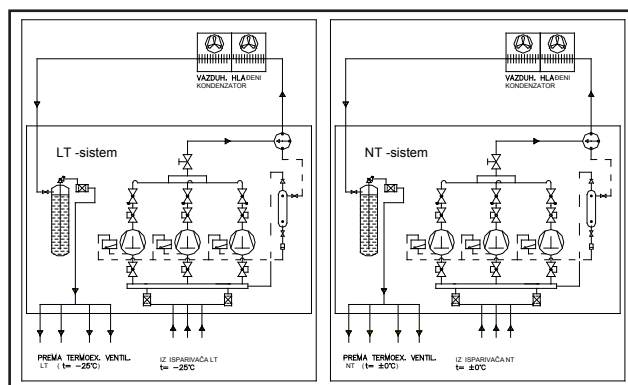 VAZDUH. HLAĐENI
KONDENZATOR
LT -sistem
PREMA TERMOEX. VENTIL.
LT ( t= -25°C)
IZ ISPARIVAČA LT
t= -25°C
VAZDUH. HLAĐENI
KONDENZATOR
NT -sistem
PREMA TERMOEX. VENTIL.
NT (t= ±0°C)
IZ ISPARIVAČA NT
t= ±0°C